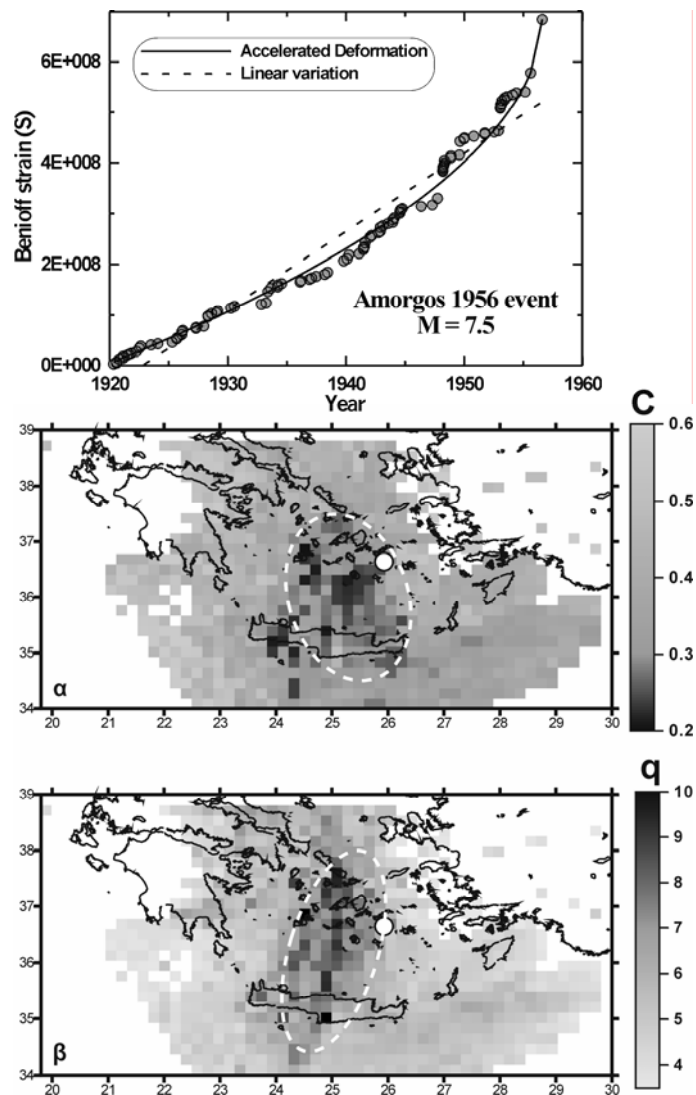 6E+008
4E+008
2E+008
0E+000
Benioff strain (S)
Accelerated Deformation
Linear variation
Amorgos 1956 event
M = 7.5
1920 1930 1940 1950 1960
Year
C
39
38
37
36
35
34
α
20 21 22 23 24 25 26 27 28 29 30
0.6
0.5
0.4
0.3
0.2
q
39
38
37
36
35
34
β
20 21 22 23 24 25 26 27 28 29 30
10
9
8
7
6
5
4